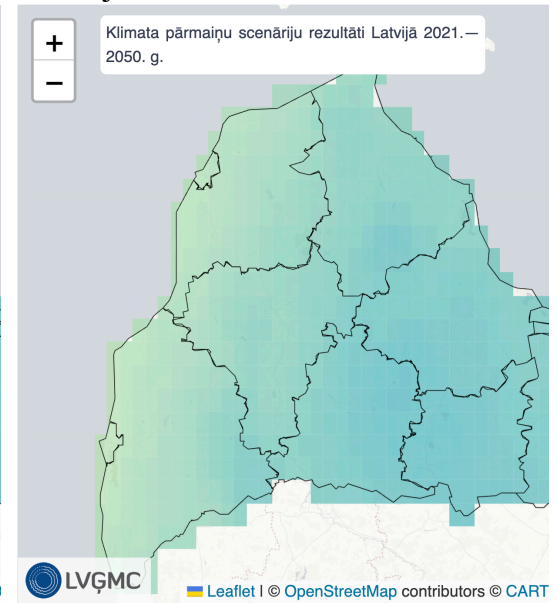 +
−
Klimata pārmaiņu scenāriju rezultāti Latvijā 2021.—
2050. g.
LVĢMC
Leaflet | © OpenStreetMap contributors © CART